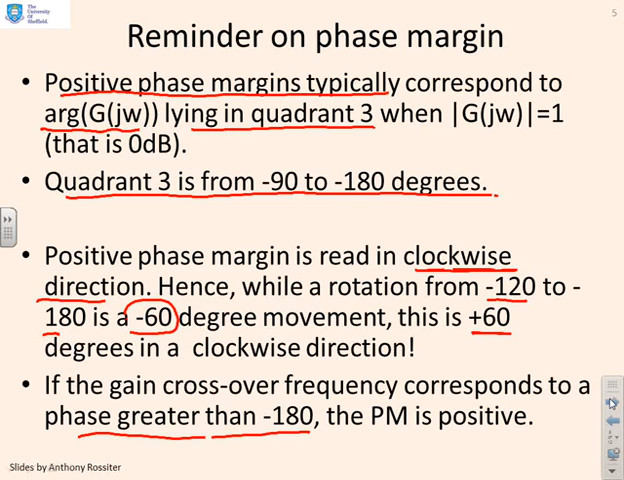 The
University
Of
Sheffield.
5
Reminder on phase margin
• Positive phase margins typically correspond to
arg(G(jw)) lying in quadrant 3 when |G(jw)|=1
(that is 0dB).
• Quadrant 3 is from -90 to -180 degrees.
Positive phase margin is read in clockwise
direction. Hence, while a rotation from -120 to -
180 is a -60 degree movement, this is +60
degrees in a clockwise direction!
• If the gain cross-over frequency corresponds to a
phase greater than -180, the PM is positive.
Slides by Anthony Rossiter